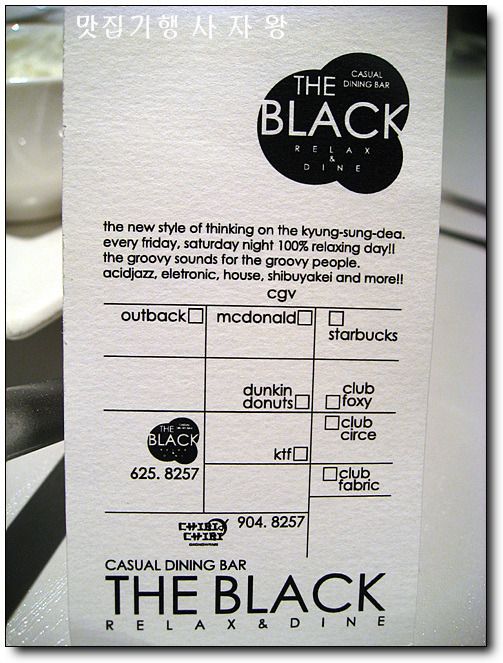 맛집기행 사 자 왕
THE
CASUAL
DINING BAR
BLACK
RELAX
&
DINE
the new style of thinking on the kyung-sung-dea.
every friday, saturday night 100% relaxing day!!
the groovy sounds for the groovy people.
acidjazz, eletronic, house, shibuyakei and more!!
cgv
outback
mcdonald
starbucks
dunkin
donuts
club
foxy
club
circe
THE
BLACK
ktf
625. 8257
club
fabric
904. 8257
CASUAL DINING BAR
THE BLACK
RELAX&DINE